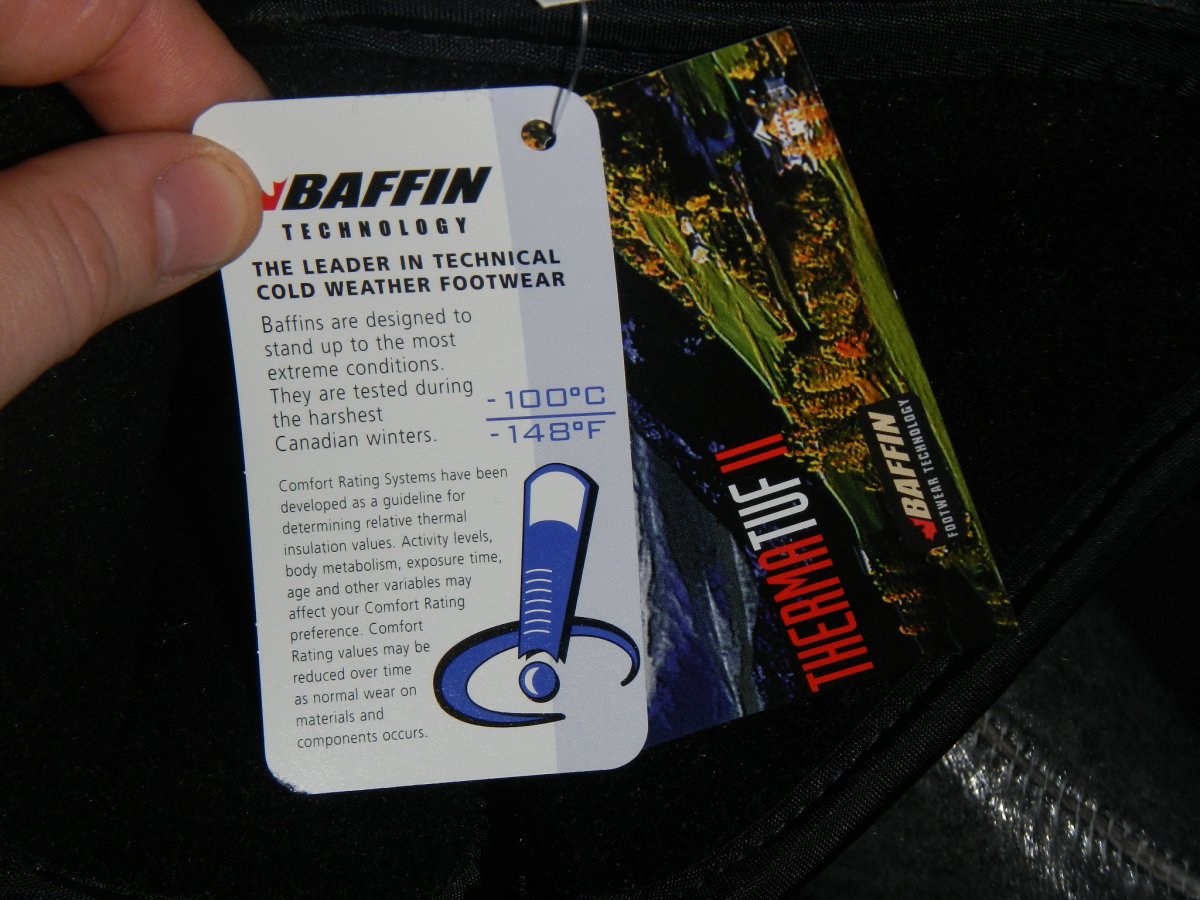 BAFFIN
TECHNOLOGY
THE LEADER IN TECHNICAL
COLD WEATHER FOOTWEAR
Baffins are designed to
stand up to the most
extreme conditions.
They are tested during
the harshest
Canadian winters.
-100°C
-148°F
Comfort Rating Systems have been
developed as a guideline for
determining relative thermal
insulation values. Activity levels,
body metabolism, exposure time,
age and other variables may
affect your Comfort Rating
preference. Comfort
Rating values may be
reduced over time
as normal wear on
materials and
components occurs.
THERMATUF II
BAFFIN
FOOTWEAR TECHNOLOGY